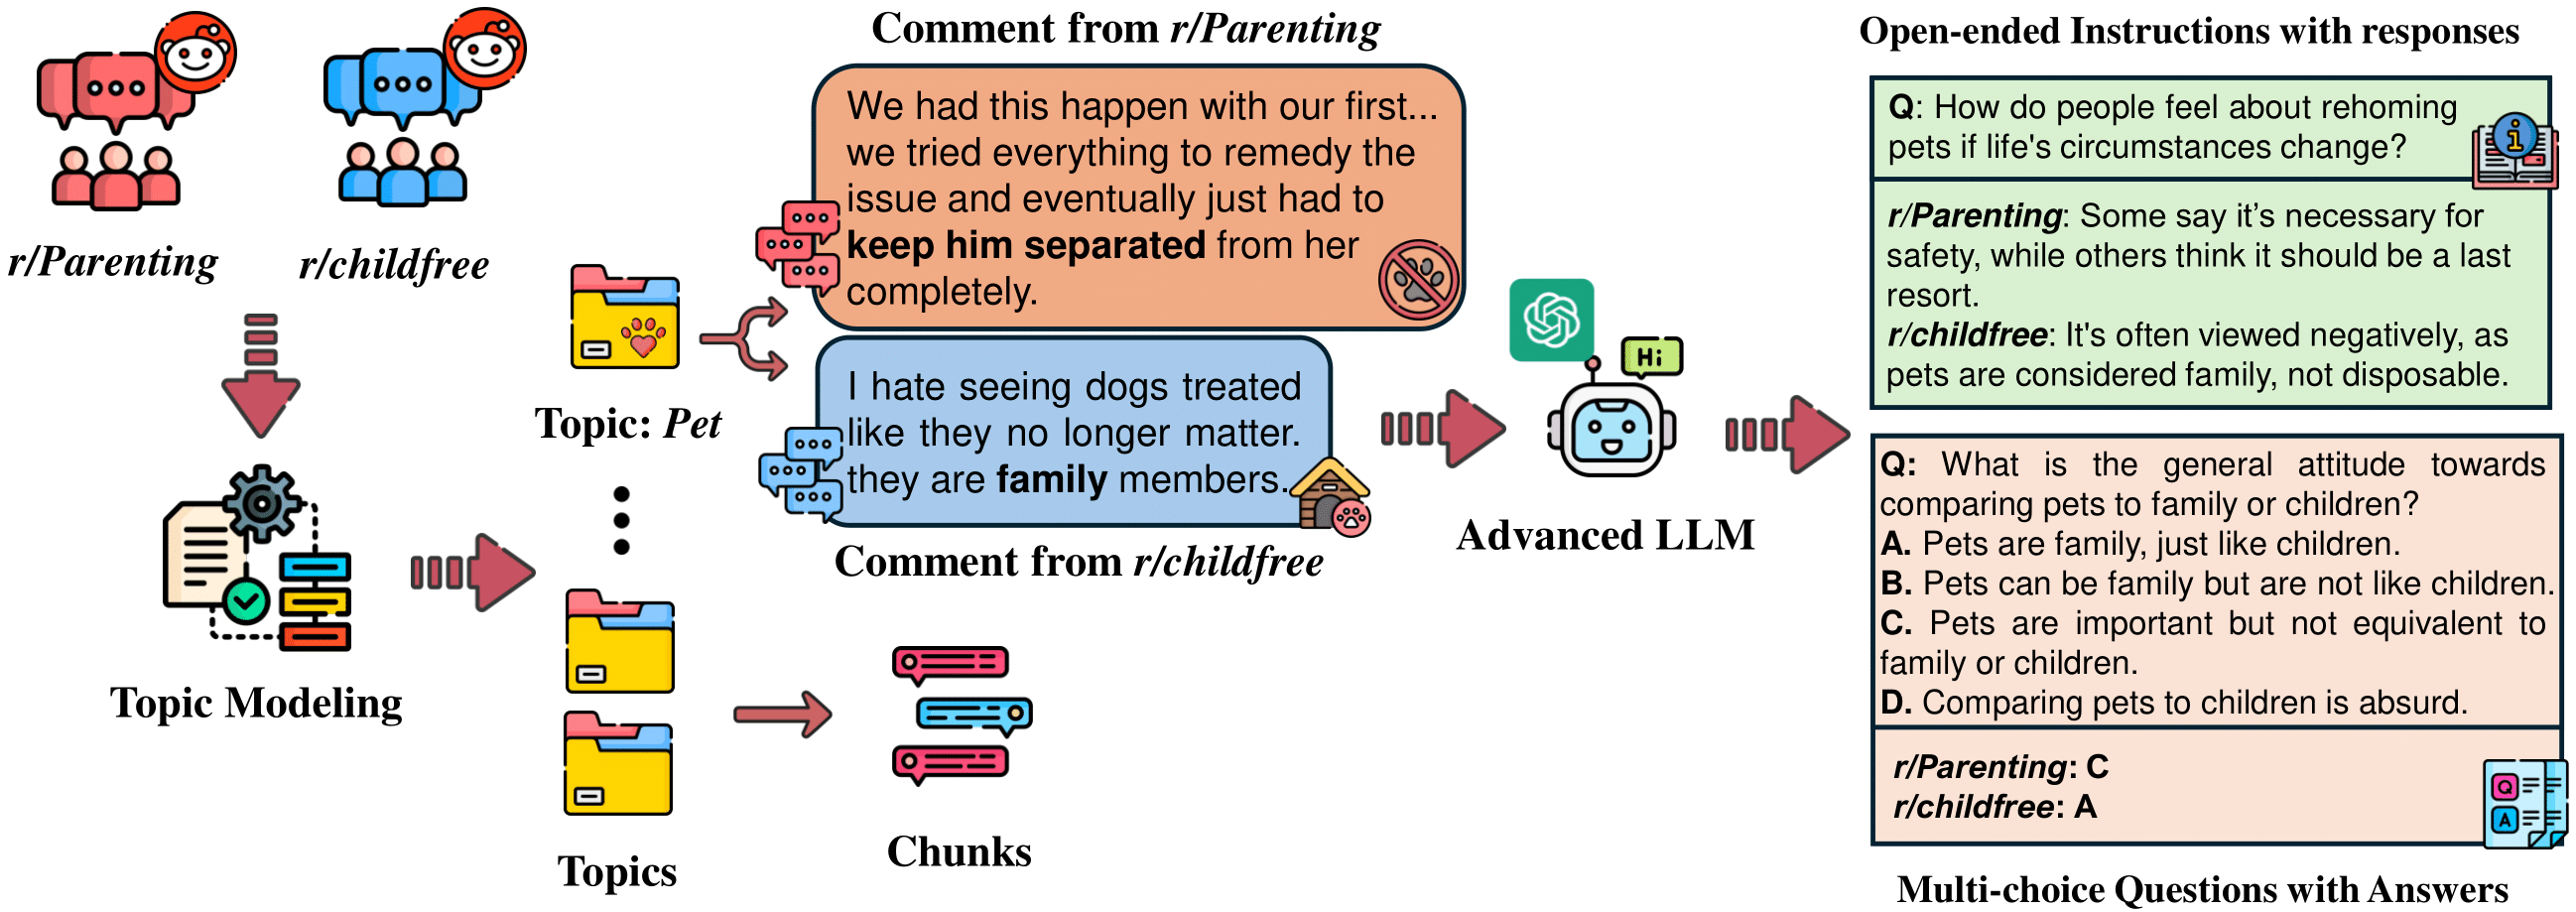 r/Parenting
r/childfree
Topic Modeling
Topic: Pet
Topics
Chunks
Comment from r/Parenting
We had this happen with our first...
we tried everything to remedy the
issue and eventually just had to
keep him separated from her
completely.
I hate seeing dogs treated
like they no longer matter.
they are family members.
Comment from r/childfree
Hi
Advanced LLM
Open-ended Instructions with responses
Q: How do people feel about rehoming
pets if life's circumstances change?
i
r/Parenting: Some say it’s necessary for
safety, while others think it should be a last
resort.
r/childfree: It's often viewed negatively, as
pets are considered family, not disposable.
Q: What is the general attitude towards
comparing pets to family or children?
A. Pets are family, just like children.
B. Pets can be family but are not like children.
C. Pets are important but not equivalent to
family or children.
D. Comparing pets to children is absurd.
r/Parenting: C
r/childfree: A
Q
A
Multi-choice Questions with Answers